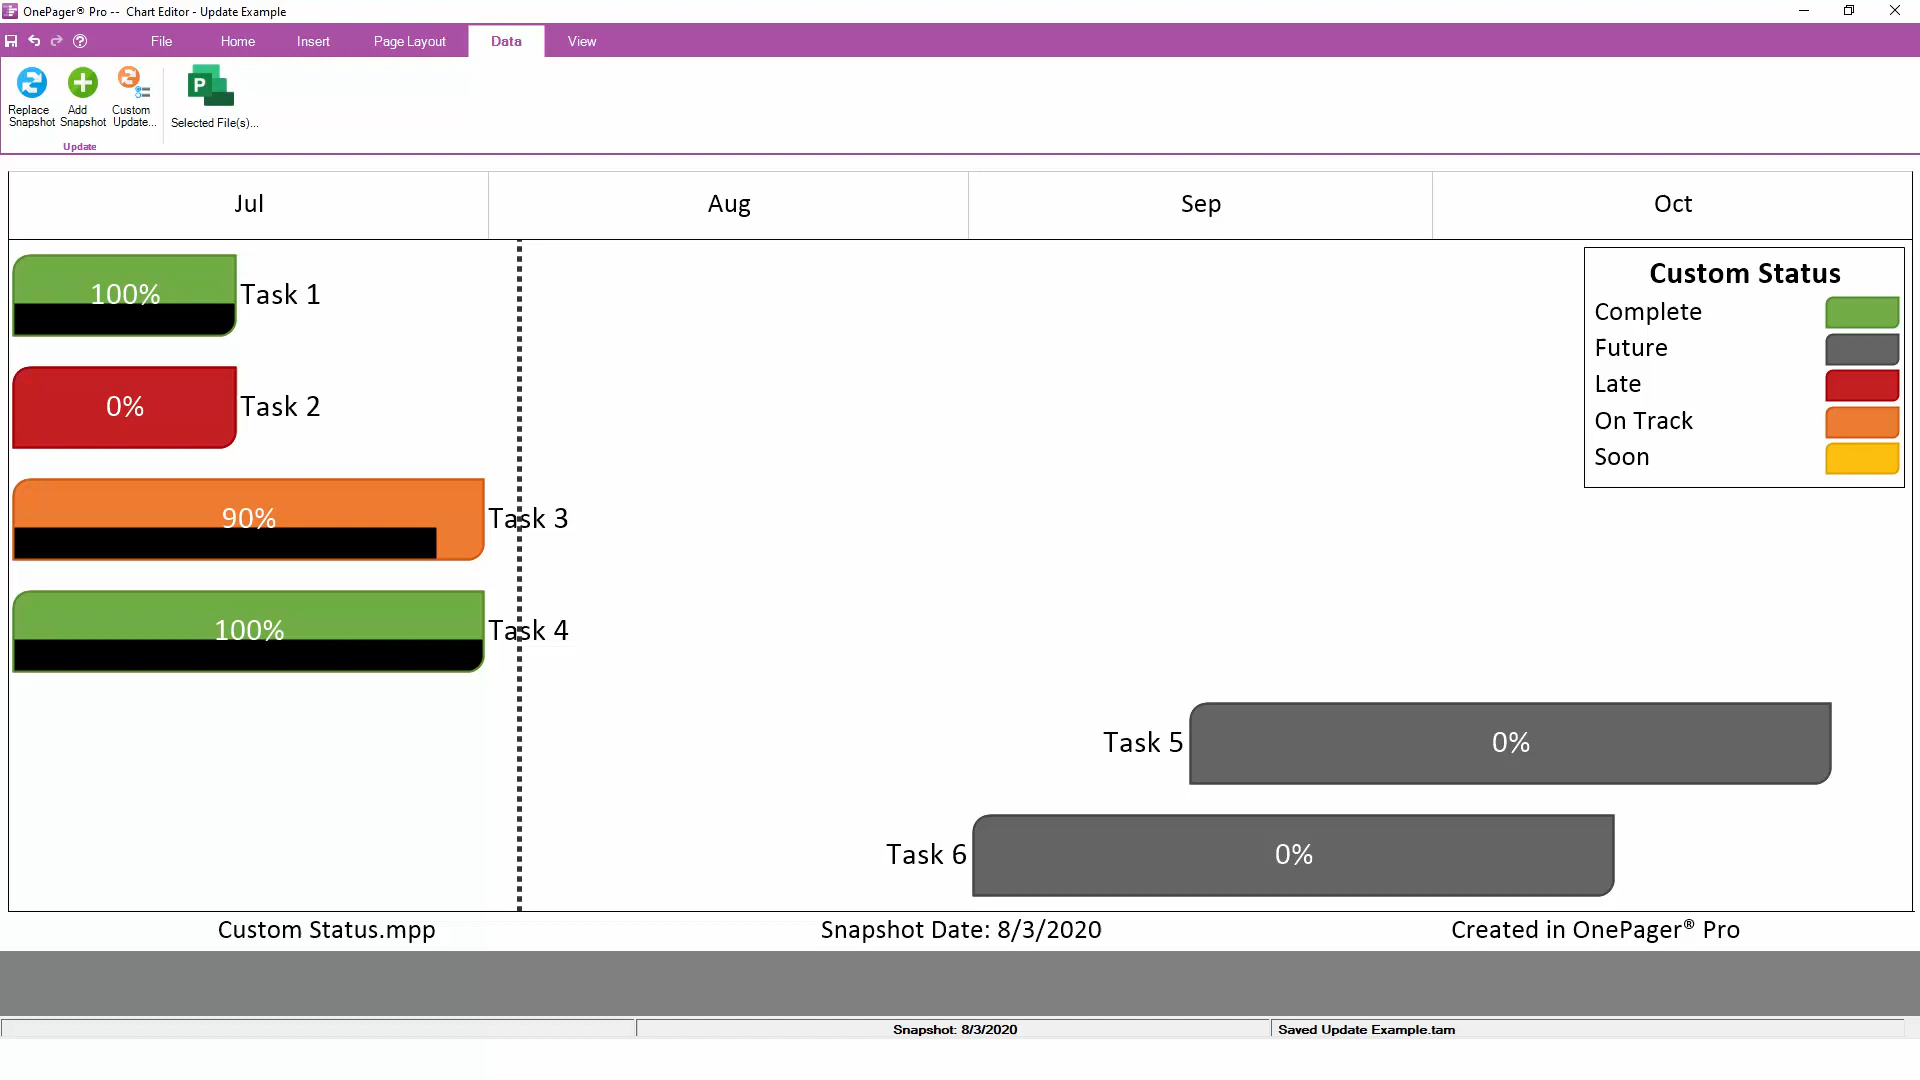 OnePager® Pro -- Chart Editor - Update Example
File Home Insert Page Layout Data View
Replace Snapshot
Add Snapshot
Custom Update...
Selected File(s)...
Update
Jul Aug Sep Oct
Custom Status
Complete
Future
Late
On Track
Soon
100% Task 1
0% Task 2
90% Task 3
100% Task 4
Task 5 0%
Task 6 0%
Custom Status.mpp Snapshot Date: 8/3/2020 Created in OnePager® Pro
Snapshot: 8/3/2020 Saved Update Example.tam